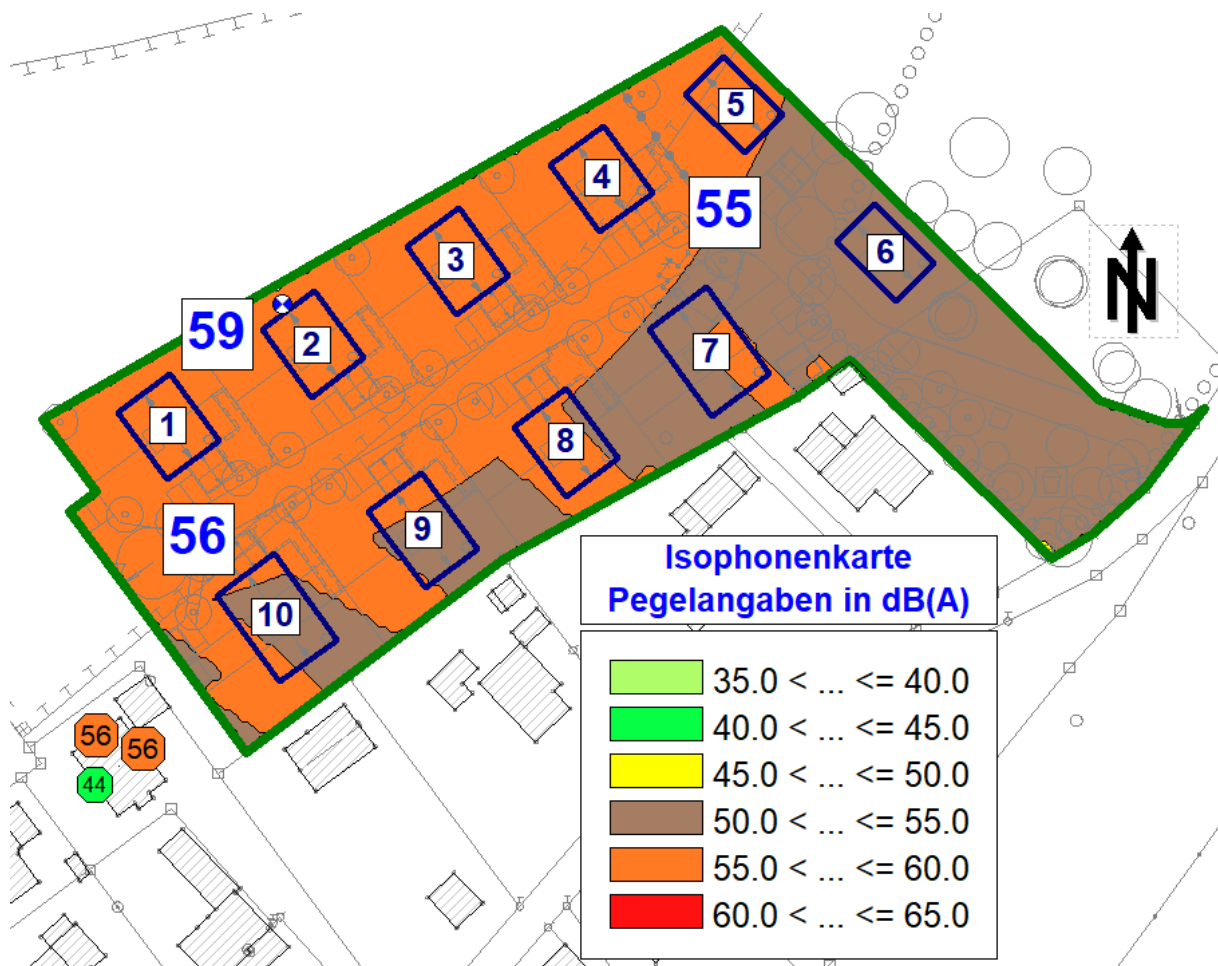 5
4
55
3
6
59
2
7
1
8
56
9
10
N
Isophonenkarte
Pegelangaben in dB(A)
35.0 < ... <= 40.0
40.0 < ... <= 45.0
45.0 < ... <= 50.0
50.0 < ... <= 55.0
55.0 < ... <= 60.0
60.0 < ... <= 65.0
56
56
44